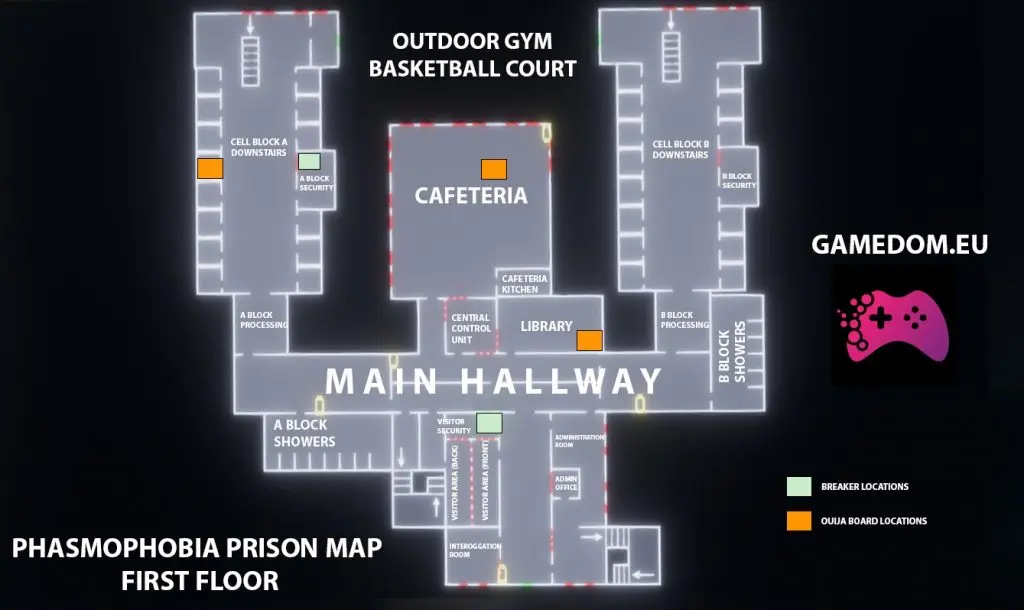 OUTDOOR GYM
BASKETBALL COURT
CELL BLOCK A
DOWNSTAIRS
A BLOCK
SECURITY
CAFETERIA
CELL BLOCK B
DOWNSTAIRS
B BLOCK
SECURITY
GAMEDOM.EU
CAFETERIA
KITCHEN
A BLOCK
PROCESSING
CENTRAL
CONTROL
UNIT
LIBRARY
B BLOCK
PROCESSING
B BLOCK
SHOWERS
MAIN HALLWAY
A BLOCK
SHOWERS
VISITOR
SECURITY
VISITOR AREA (BACK)
VISITOR AREA (FRONT)
ADMINISTRATION
ROOM
ADMIN
OFFICE
INTEROGGATION
ROOM
BREAKER LOCATIONS
OUIJA BOARD LOCATIONS
PHASMOPHOBIA PRISON MAP
FIRST FLOOR